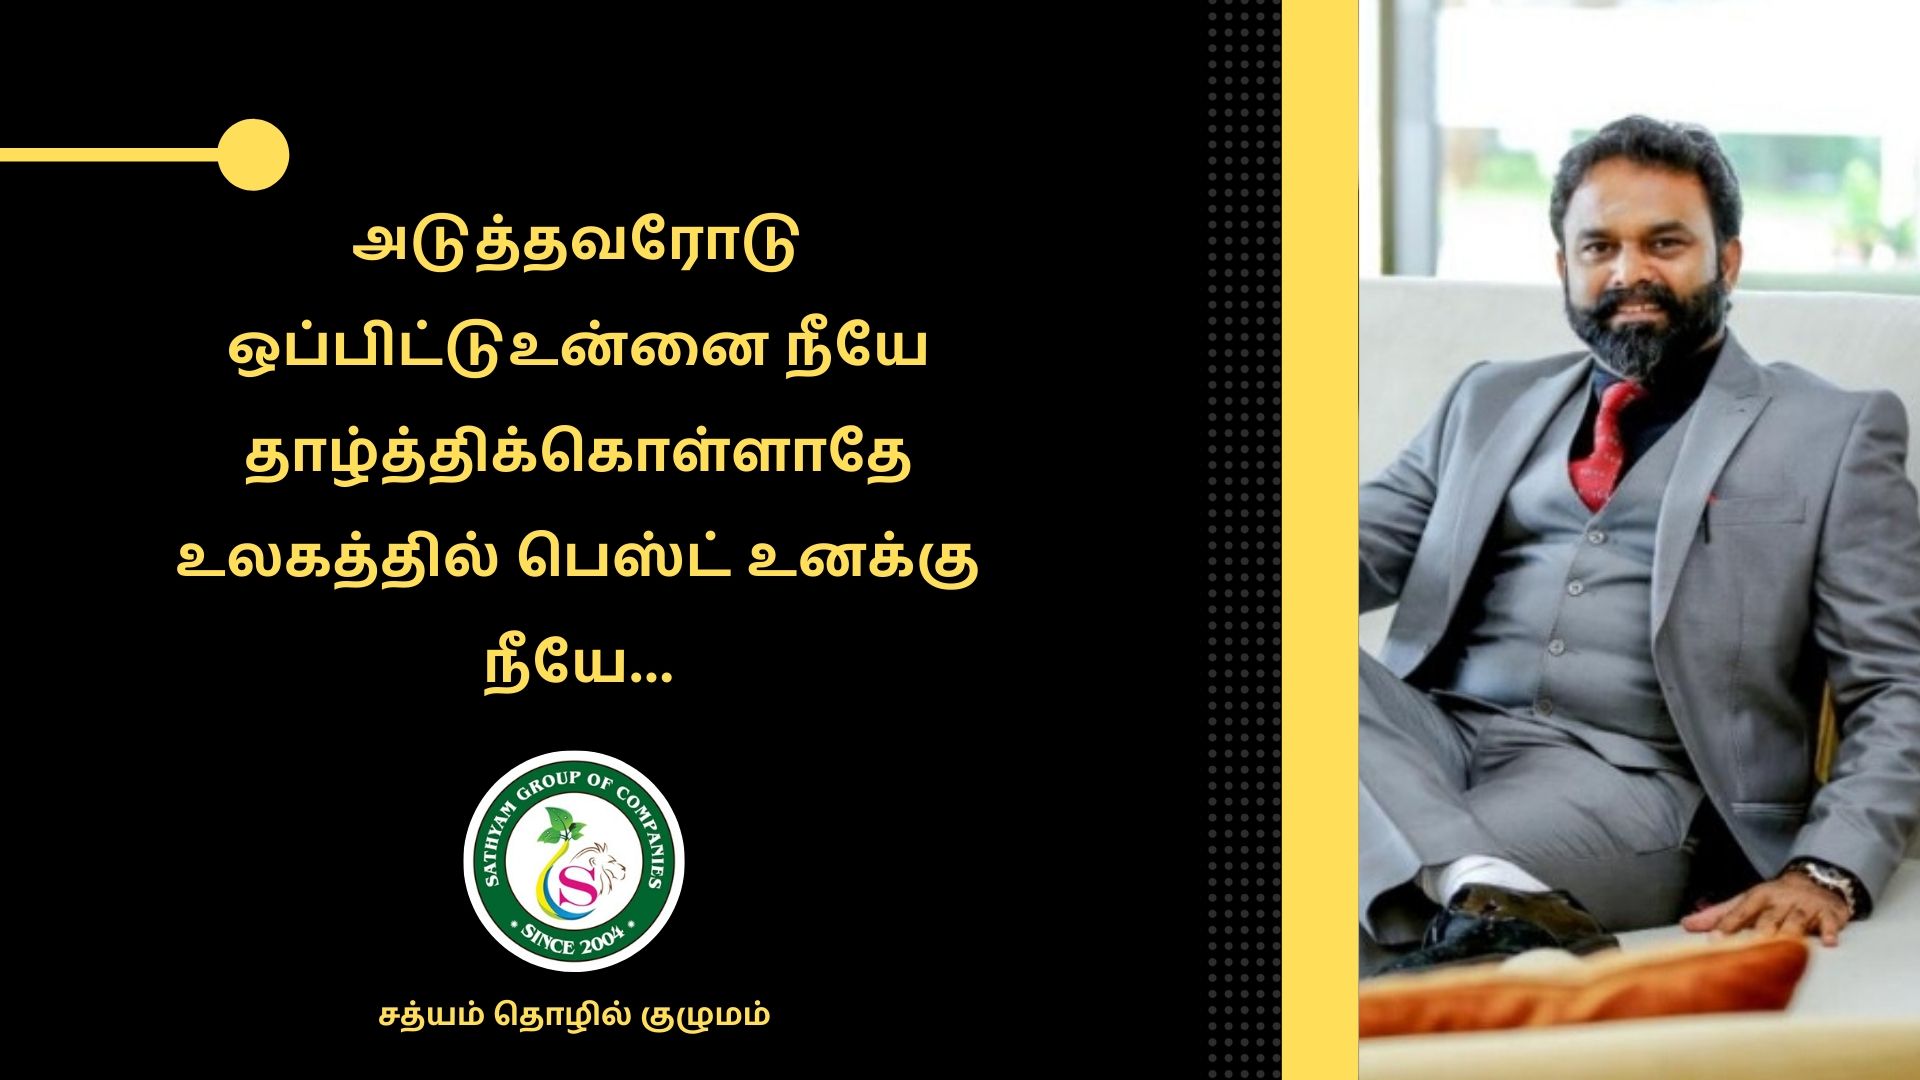 அடுத்தவரோடு
ஒப்பிட்டுஉன்னை நீயே
தாழ்த்திக்கொள்ளாதே
உலகத்தில் பெஸ்ட் உனக்கு
நீயே...
SATHYAM GROUP OF COMPANIES
S
* SINCE 2004 *
சத்யம் தொழில் குழுமம்